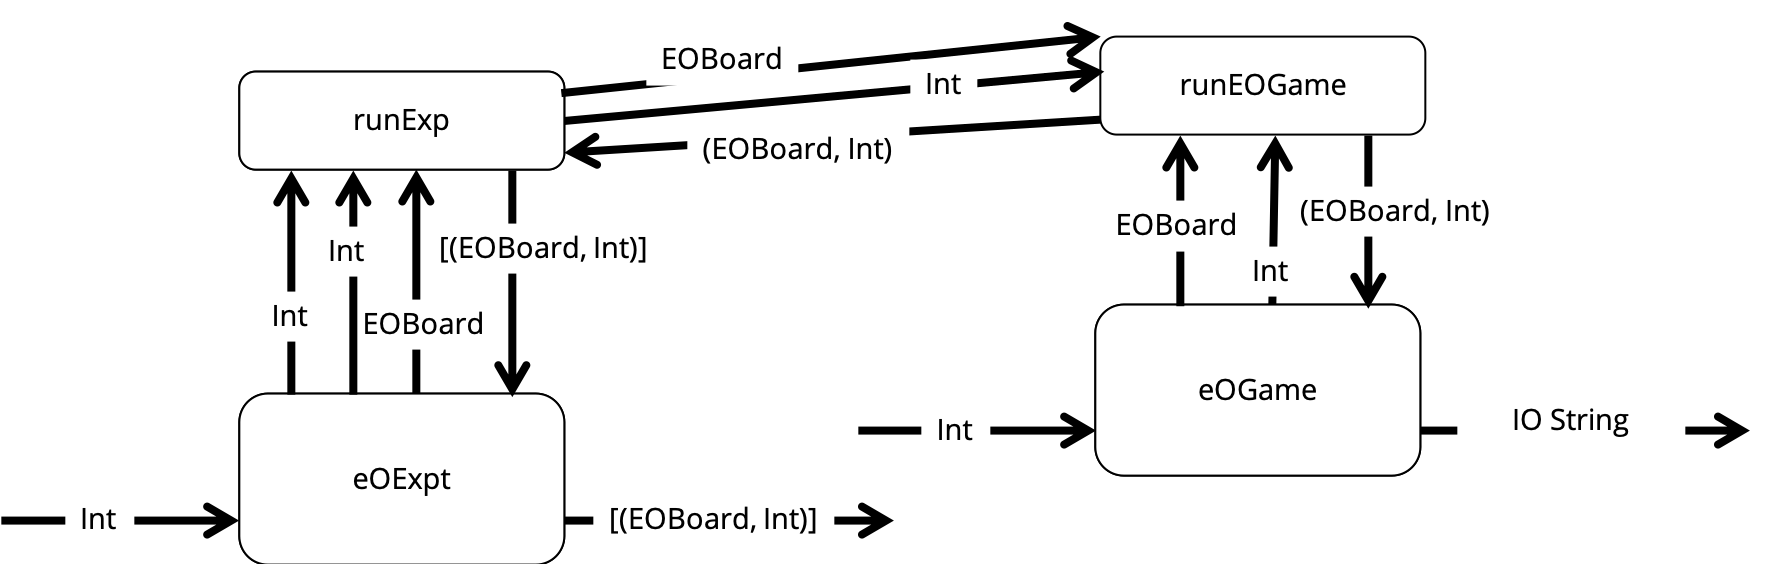 EOBoard
runEOGame
Int
runExp
(EOBoard, Int)
(EOBoard, Int)
EOBoard
Int
[(EOBoard, Int)]
Int
Int
EOBoard
eOGame
IO String
Int
eOExpt
Int
[(EOBoard, Int)]